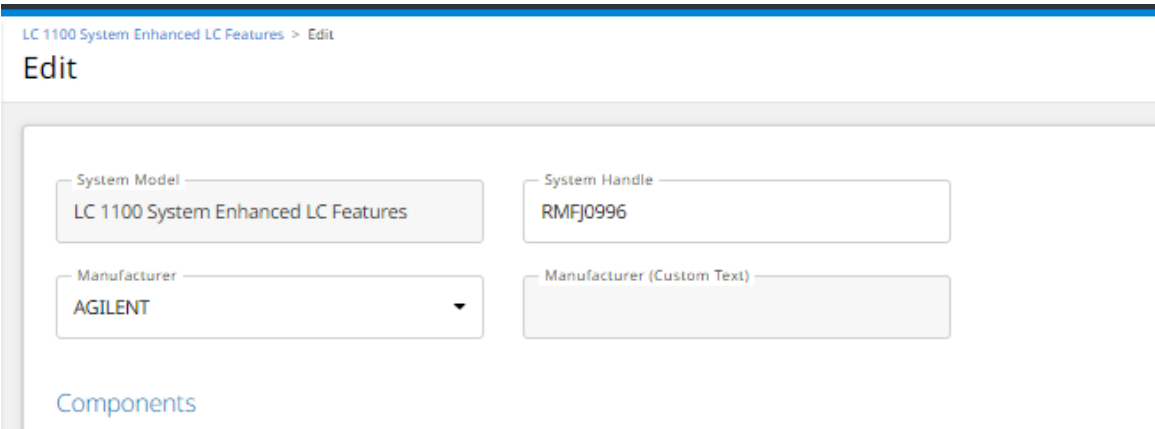 LC 1100 System Enhanced LC Features > Edit
Edit
System Model
LC 1100 System Enhanced LC Features
System Handle
RMFJ0996
Manufacturer
AGILENT
Manufacturer (Custom Text)
Components